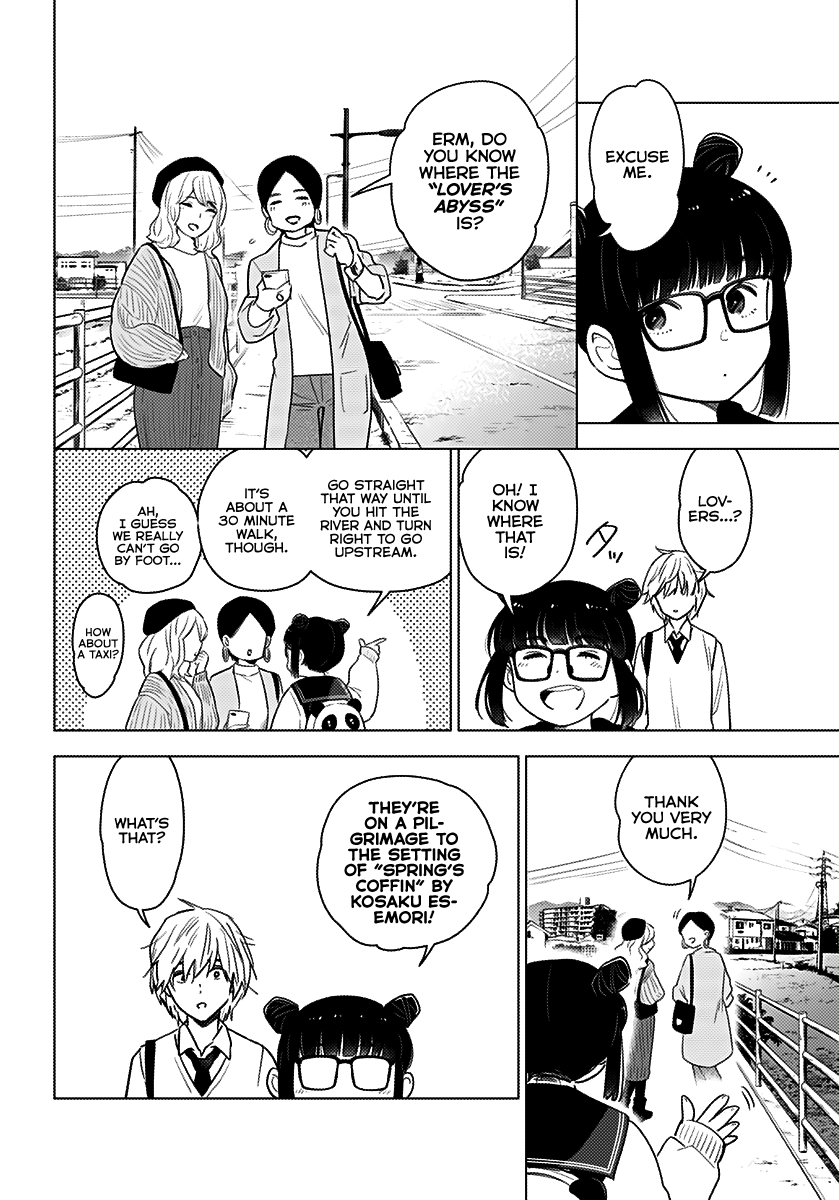 EXCUSE
ME.
ERM, DO
YOU KNOW
WHERE THE
"LOVER'S
ABYSS"
IS?
LOV-
ERS...?
OH! I
KNOW
WHERE
THAT
IS!
タッ
GO STRAIGHT
THAT WAY UNTIL
YOU HIT THE
RIVER AND TURN
RIGHT TO GO
UPSTREAM.
IT'S
ABOUT A
30 MINUTE
WALK,
THOUGH.
AH,
I GUESS
WE REALLY
CAN'T GO
BY FOOT...
HOW
ABOUT
A TAXI?
THANK
YOU VERY
MUCH.
THEY'RE
ON A PIL-
GRIMAGE TO
THE SETTING
OF "SPRING'S
COFFIN" BY
KOSAKU ES-
EMORI!
WHAT'S
THAT?